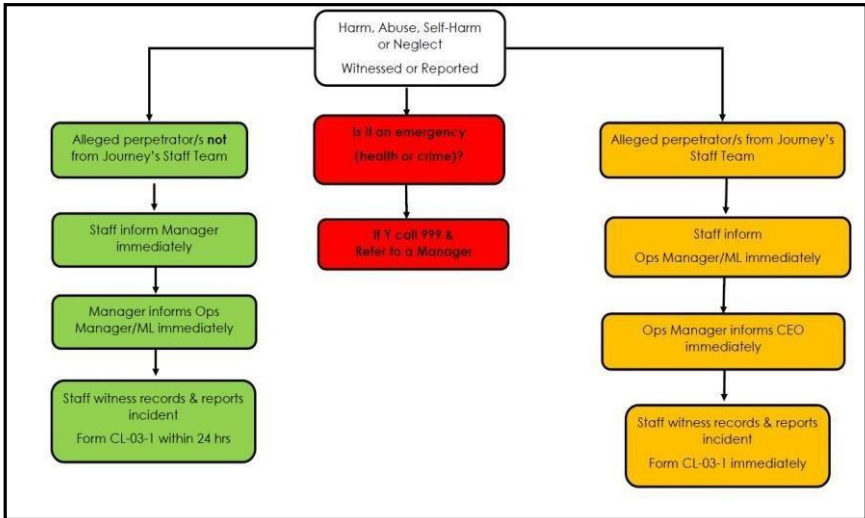 Harm, Abuse, Self-Harm
or Neglect
Witnessed or Reported
Alleged perpetrator/s not
from Journey's Staff Team
Staff inform Manager
immediately
Manager informs Ops
Manager/ML immediately
Staff witness records & reports
incident
Form CL-03-1 within 24 hrs
Is it an emergency
(health or crime)?
If Y call 999 &
Refer to a Manager
Alleged perpetrator/s from Journey's
Staff Team
Staff inform
Ops Manager/ML immediately
Ops Manager informs CEO
immediately
Staff witness records & reports
incident
Form CL-03-1 immediately